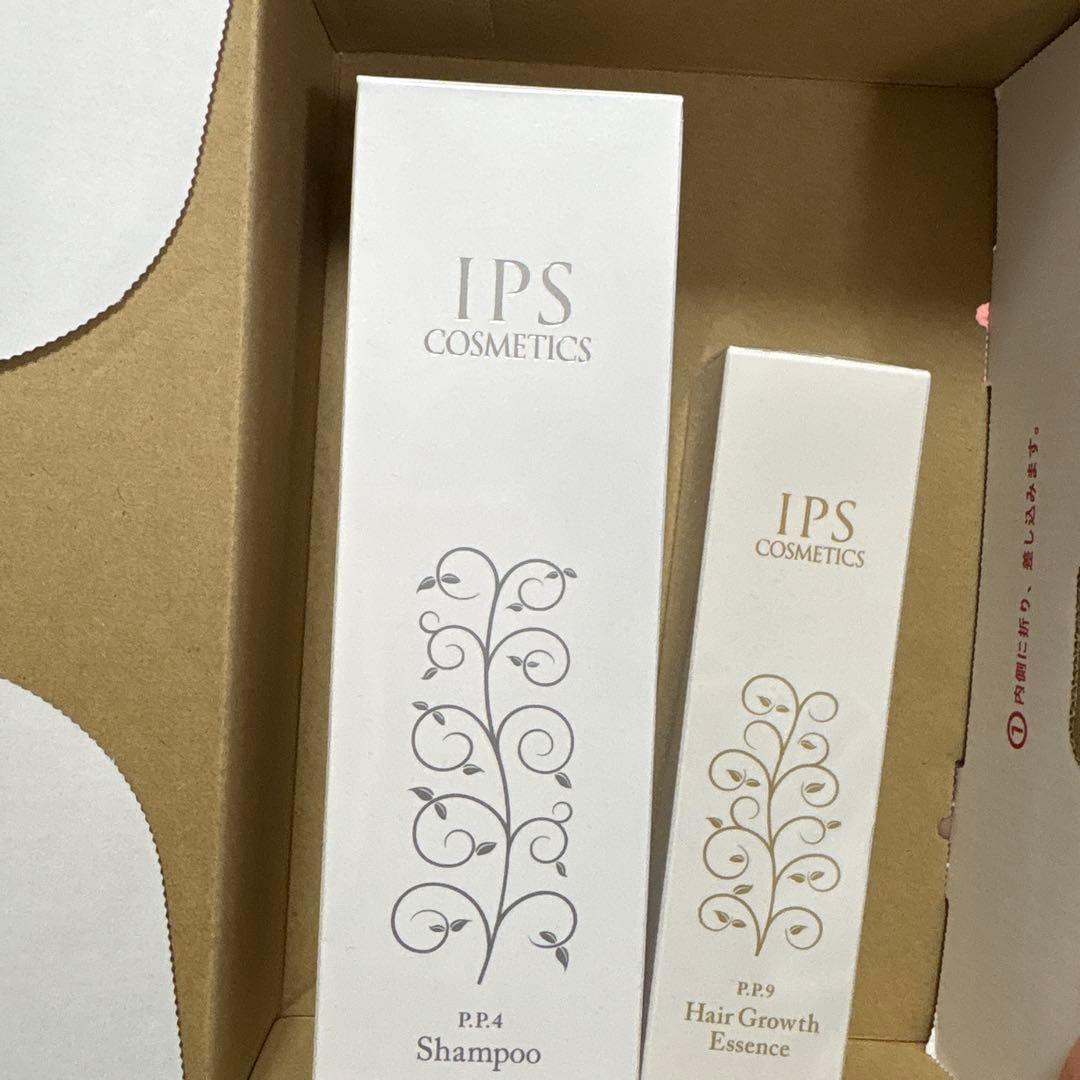 IPS
COSMETICS
P.P.4
Shampoo
IPS
COSMETICS
P.P.9
Hair Growth
Essence
①内側に折り、差し込みます。